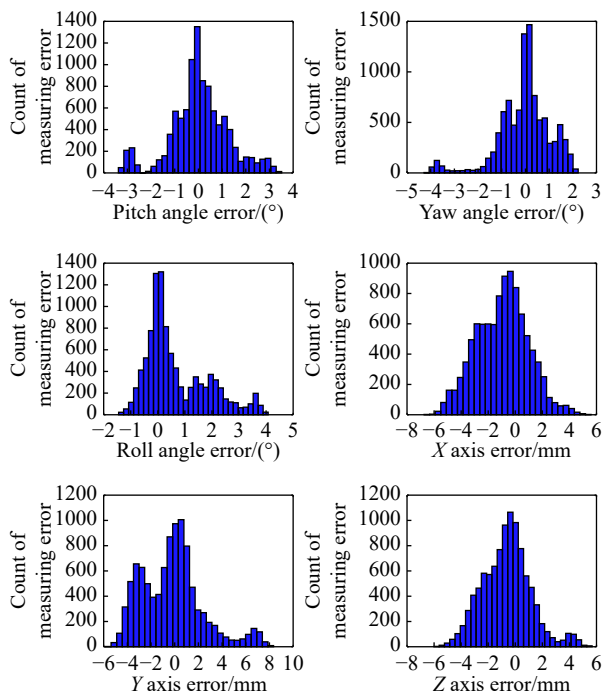 Count of
measuring error
1400
1200
1000
800
600
400
200
0
−4 −3 −2 −1 0 1 2 3 4
Pitch angle error/(°)
Count of
measuring error
1500
1000
500
0
−5 −4 −3 −2 −1 0 1 2 3
Yaw angle error/(°)
Count of
measuring error
1400
1200
1000
800
600
400
200
0
−2 −1 0 1 2 3 4 5
Roll angle error/(°)
Count of
measuring error
1000
800
600
400
200
0
−8 −6 −4 −2 0 2 4 6
X axis error/mm
Count of
measuring error
1200
1000
800
600
400
200
0
−6 −4 −2 0 2 4 6 8 10
Y axis error/mm
Count of
measuring error
1200
1000
800
600
400
200
0
−8 −6 −4 −2 0 2 4 6
Z axis error/mm